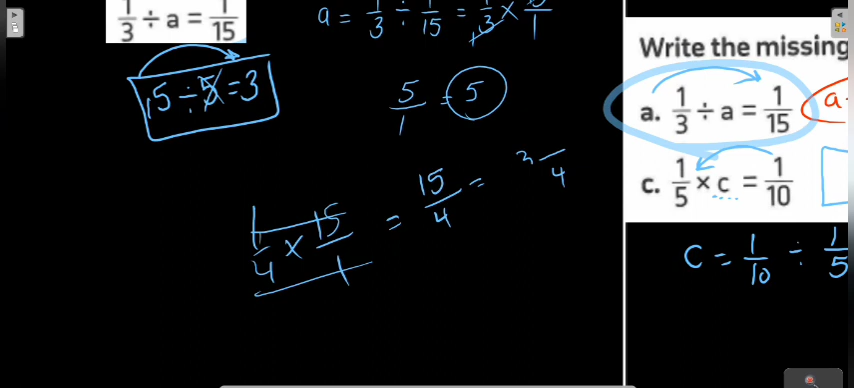 1/3 ÷ a = 1/15
a = 1/3 ÷ 1/15 = 1/3 × 15/1
15 ÷ 5 = 3
5/1 = 5
1/4 × 15/1 = 15/4 = 3 /4
Write the missing
a. 1/3 ÷ a = 1/15
a
c. 1/5 × c = 1/10
c = 1/10 ÷ 1/5